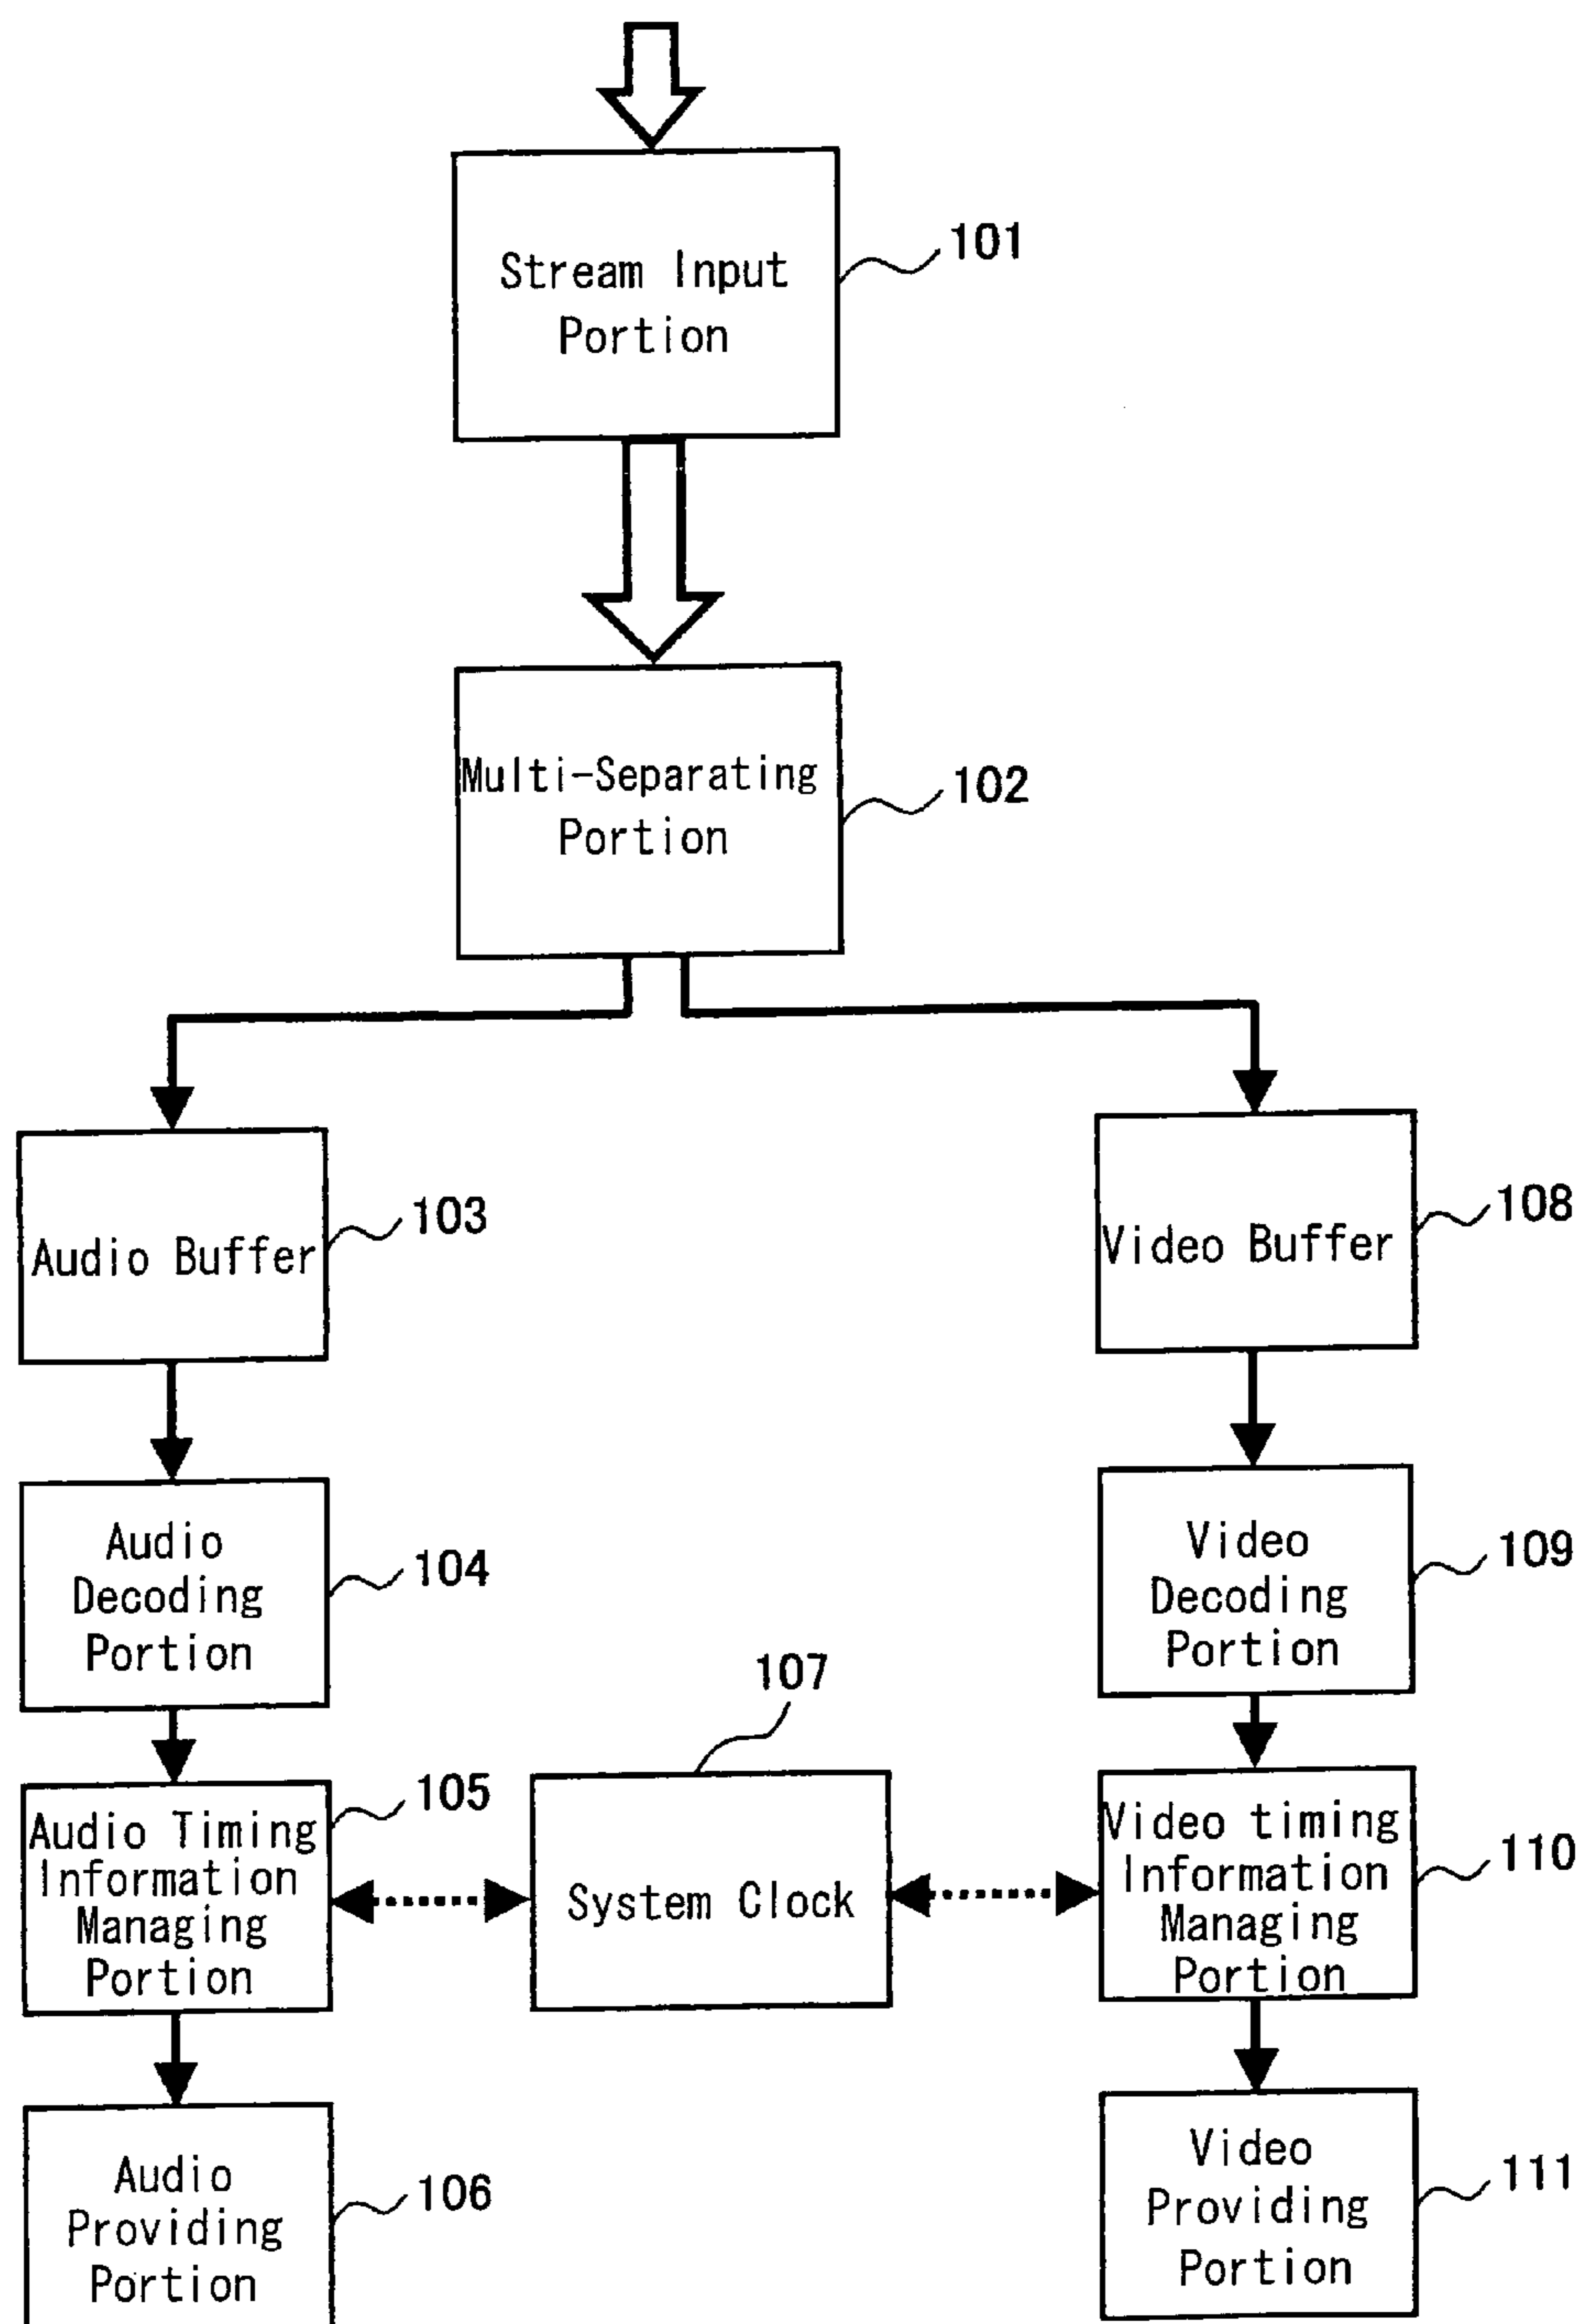 Stream Input
Portion
101
Multi-Separating
Portion
102
Audio Buffer
103
Video Buffer
108
Audio
Decoding
Portion
104
Video
Decoding
Portion
109
107
Audio Timing
Information
Managing
Portion
105
System Clock
Video timing
Information
Managing
Portion
110
Audio
Providing
Portion
106
Video
Providing
Portion
111